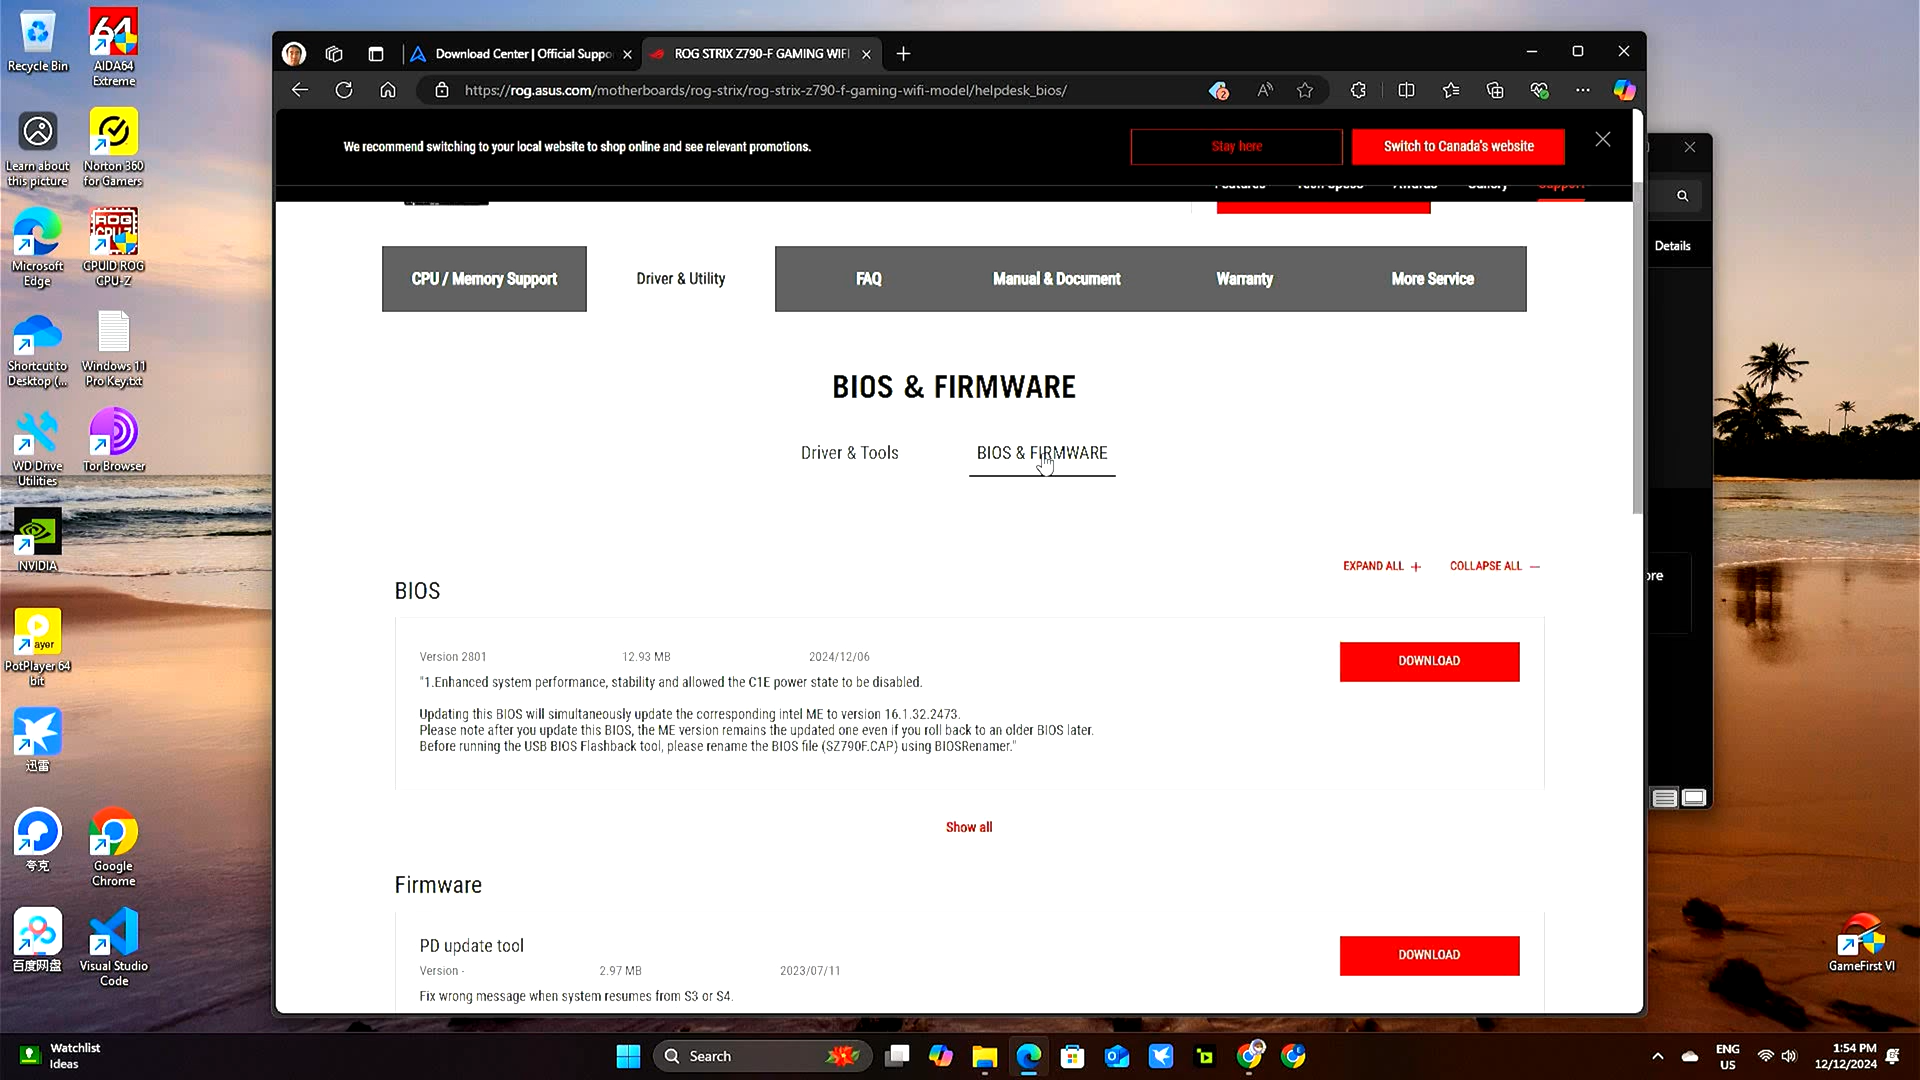 Recycle Bin
AIDA64 Extreme
Learn about this picture
Norton 360 for Gamers
Microsoft Edge
CPUID ROG CPU-Z
Shortcut to Desktop (...
Windows 11 Pro Key.txt
WD Drive Utilities
Tor Browser
NVIDIA
PotPlayer 64 bit
迅雷
夸克
Google Chrome
百度网盘
Visual Studio Code
GameFirst VI
Download Center | Official Suppo
ROG STRIX Z790-F GAMING WIFI
https://rog.asus.com/motherboards/rog-strix/rog-strix-z790-f-gaming-wifi-model/helpdesk_bios/
We recommend switching to your local website to shop online and see relevant promotions.
Stay here
Switch to Canada's website
Features Tech Specs Awards Gallery Support
Details
CPU / Memory Support
Driver & Utility
FAQ
Manual & Document
Warranty
More Service
BIOS & FIRMWARE
Driver & Tools
BIOS & FIRMWARE
EXPAND ALL +
COLLAPSE ALL −
BIOS
Version 2801 12.93 MB 2024/12/06
DOWNLOAD
"1.Enhanced system performance, stability and allowed the C1E power state to be disabled.
Updating this BIOS will simultaneously update the corresponding intel ME to version 16.1.32.2473.
Please note after you update this BIOS, the ME version remains the updated one even if you roll back to an older BIOS later.
Before running the USB BIOS Flashback tool, please rename the BIOS file (SZ790F.CAP) using BIOSRenamer."
Show all
Firmware
PD update tool
Version - 2.97 MB 2023/07/11
DOWNLOAD
Fix wrong message when system resumes from S3 or S4.
ore
Watchlist
Ideas
Search
ENG
US
1:54 PM
12/12/2024